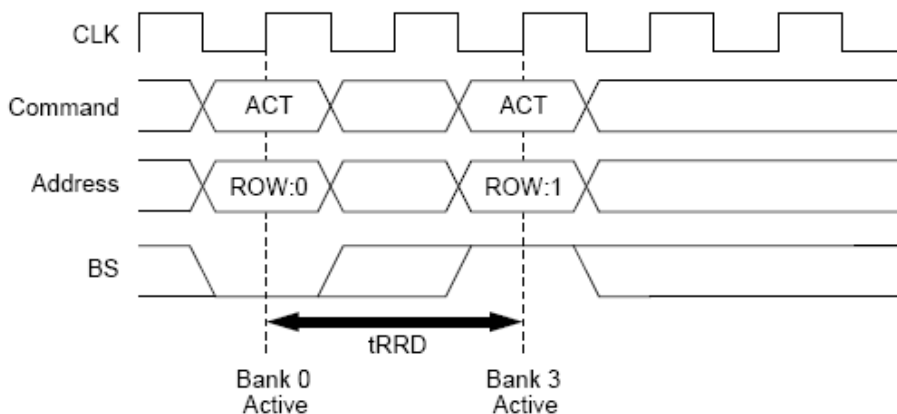 CLK
Command
ACT
ACT
Address
ROW:0
ROW:1
BS
tRRD
Bank 0
Active
Bank 3
Active